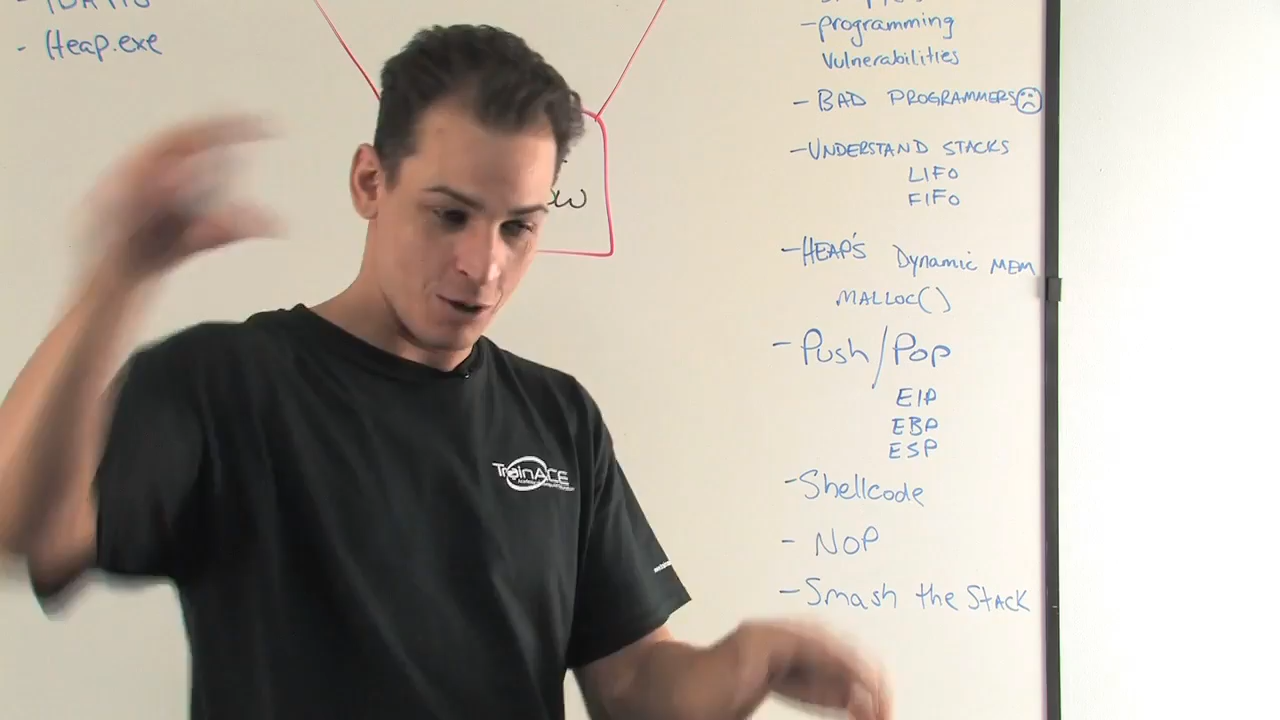 - Heap.exe
- programming
Vulnerabilities
- BAD PROGRAMMERS
- UNDERSTAND STACKS
LIFO
FIFO
- HEAP'S Dynamic MEM
MALLOC()
- Push/Pop
EIP
EBP
ESP
- Shellcode
- NOP
- Smash the Stack
ow
TrainACE